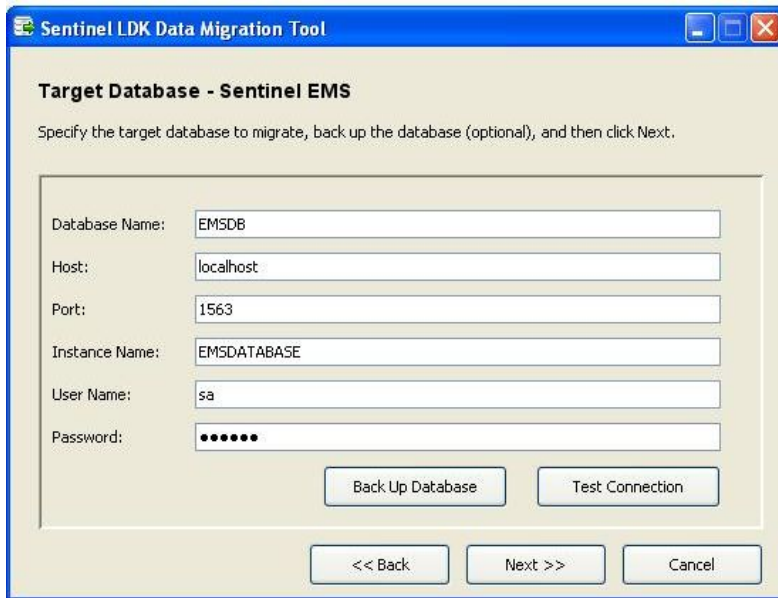 Sentinel LDK Data Migration Tool
Target Database - Sentinel EMS
Specify the target database to migrate, back up the database (optional), and then click Next.
Database Name: EMSDB
Host: localhost
Port: 1563
Instance Name: EMSDATABASE
User Name: sa
Password: ●●●●●●
Back Up Database Test Connection
<< Back Next >> Cancel